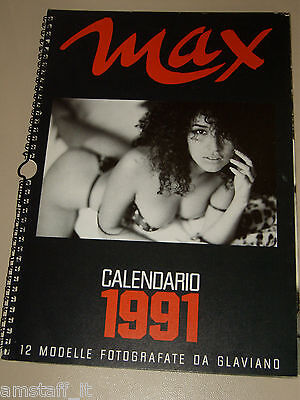 max
CALENDARIO
1991
12 MODELLE FOTOGRAFATE DA GLAVIANO
amstaff_it